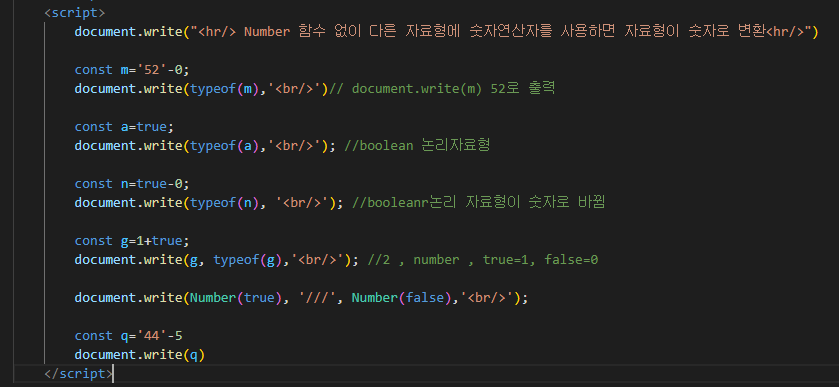 <script>
document.write("<hr/> Number 함수 없이 다른 자료형에 숫자연산자를 사용하면 자료형이 숫자로 변환<hr/>")
const m='52'-0;
document.write(typeof(m),'<br/>')// document.write(m) 52로 출력
const a=true;
document.write(typeof(a),'<br/>'); //boolean 논리자료형
const n=true-0;
document.write(typeof(n), '<br/>'); //booleanr논리 자료형이 숫자로 바뀜
const g=1+true;
document.write(g, typeof(g),'<br/>'); //2 , number , true=1, false=0
document.write(Number(true), '///', Number(false),'<br/>');
const q='44'-5
document.write(q)
</script>